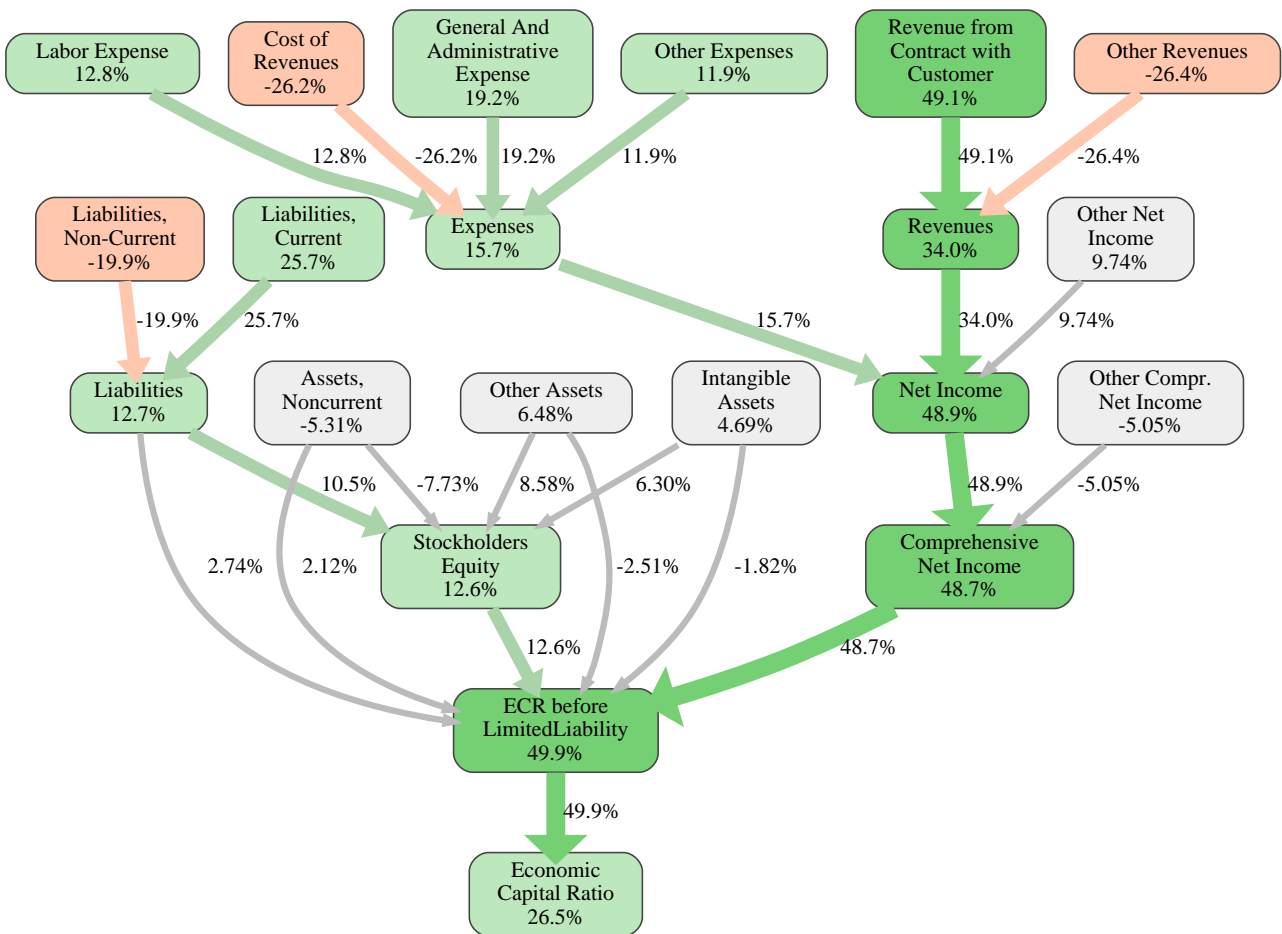 Labor Expense
12.8%
Cost of
Revenues
-26.2%
General And
Administrative
Expense
19.2%
Other Expenses
11.9%
Revenue from
Contract with
Customer
49.1%
Other Revenues
-26.4%
12.8%
-26.2%
19.2%
11.9%
49.1%
-26.4%
Liabilities,
Non-Current
-19.9%
Liabilities,
Current
25.7%
Expenses
15.7%
Revenues
34.0%
Other Net
Income
9.74%
-19.9%
25.7%
15.7%
34.0%
9.74%
Liabilities
12.7%
Assets,
Noncurrent
-5.31%
Other Assets
6.48%
Intangible
Assets
4.69%
Net Income
48.9%
Other Compr.
Net Income
-5.05%
10.5%
-7.73%
8.58%
6.30%
48.9%
-5.05%
2.74%
2.12%
Stockholders
Equity
12.6%
-2.51%
-1.82%
Comprehensive
Net Income
48.7%
12.6%
48.7%
ECR before
LimitedLiability
49.9%
49.9%
Economic
Capital Ratio
26.5%